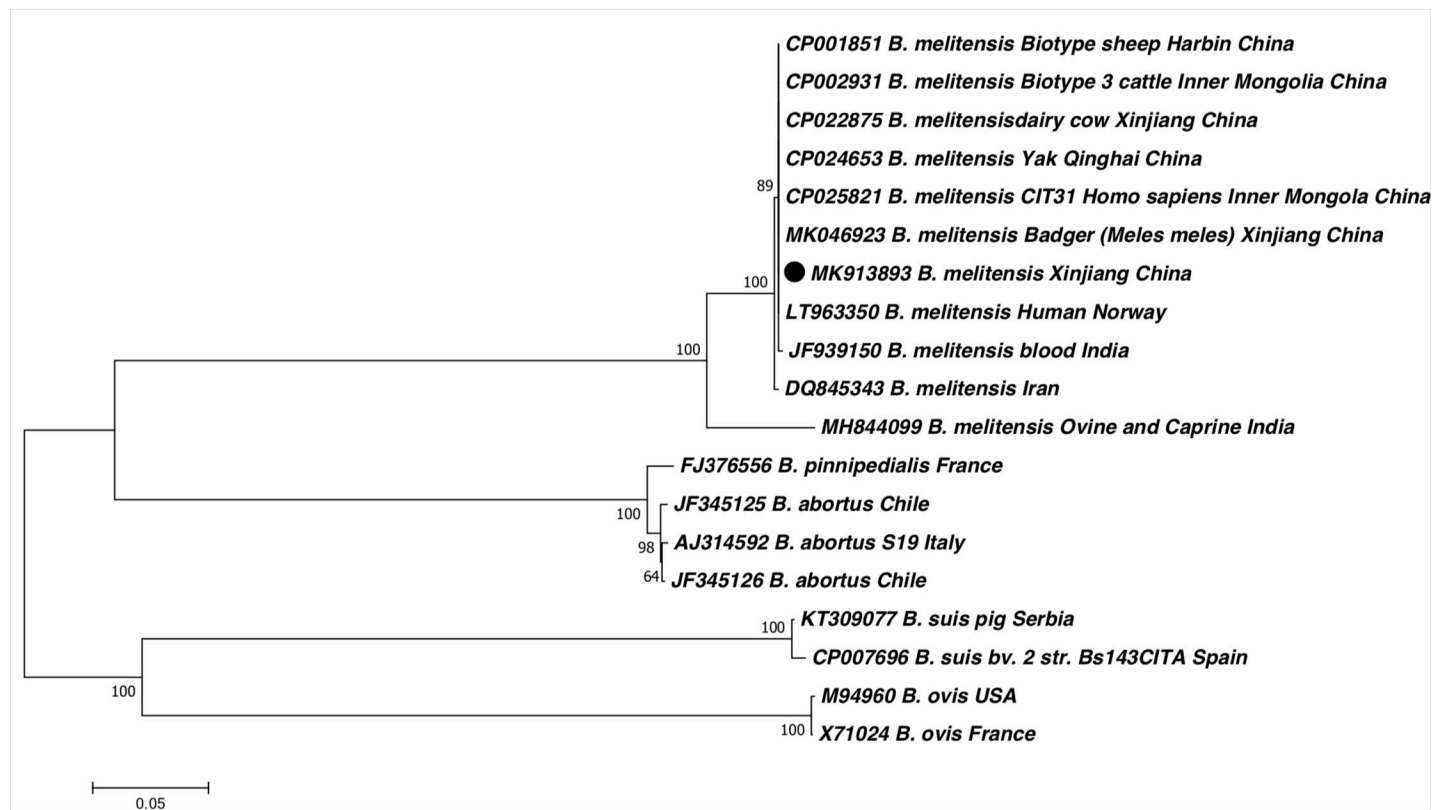 CP001851 B. melitensis Biotype sheep Harbin China
CP002931 B. melitensis Biotype 3 cattle Inner Mongolia China
CP022875 B. melitensisdairy cow Xinjiang China
CP024653 B. melitensis Yak Qinghai China
89
CP025821 B. melitensis CIT31 Homo sapiens Inner Mongola China
MK046923 B. melitensis Badger (Meles meles) Xinjiang China
MK913893 B. melitensis Xinjiang China
100
LT963350 B. melitensis Human Norway
100
JF939150 B. melitensis blood India
DQ845343 B. melitensis Iran
MH844099 B. melitensis Ovine and Caprine India
FJ376556 B. pinnipedialis France
JF345125 B. abortus Chile
100
AJ314592 B. abortus S19 Italy
98
JF345126 B. abortus Chile
64
KT309077 B. suis pig Serbia
100
CP007696 B. suis bv. 2 str. Bs143CITA Spain
100
M94960 B. ovis USA
100
X71024 B. ovis France
0.05